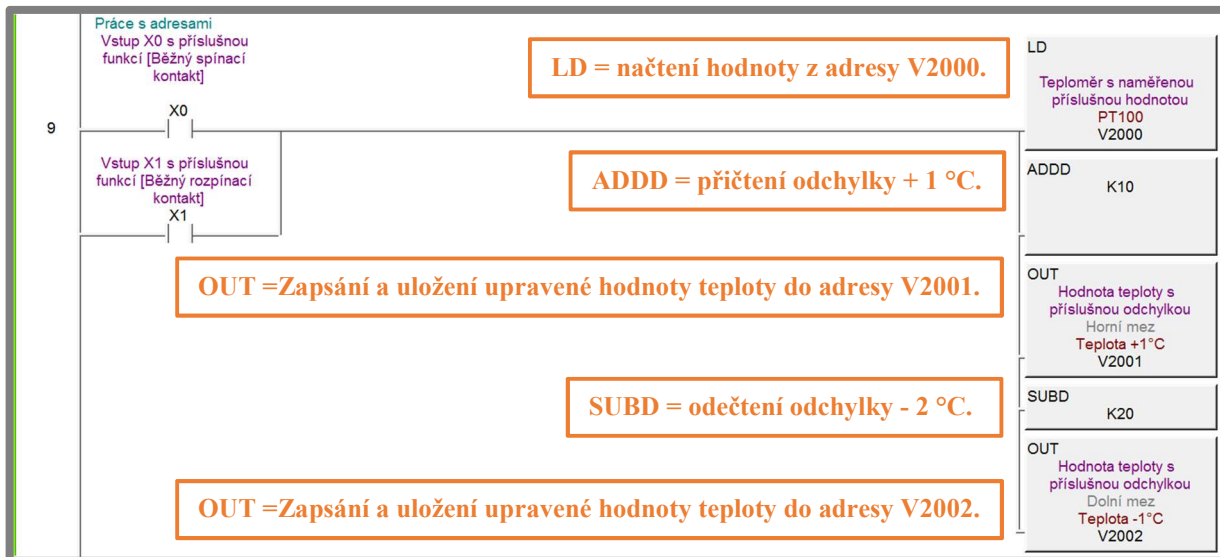 Práce s adresami
Vstup X0 s příslušnou
funkcí [Běžný spínací
kontakt]
X0
9
Vstup X1 s příslušnou
funkcí [Běžný rozpínací
kontakt]
X1
LD = načtení hodnoty z adresy V2000.
LD
Teploměr s naměřenou
příslušnou hodnotou
PT100
V2000
ADDD = přičtení odchylky + 1 °C.
ADDD
K10
OUT =Zapsání a uložení upravené hodnoty teploty do adresy V2001.
OUT
Hodnota teploty s
příslušnou odchylkou
Horní mez
Teplota +1°C
V2001
SUBD = odečtení odchylky - 2 °C.
SUBD
K20
OUT =Zapsání a uložení upravené hodnoty teploty do adresy V2002.
OUT
Hodnota teploty s
příslušnou odchylkou
Dolní mez
Teplota -1°C
V2002